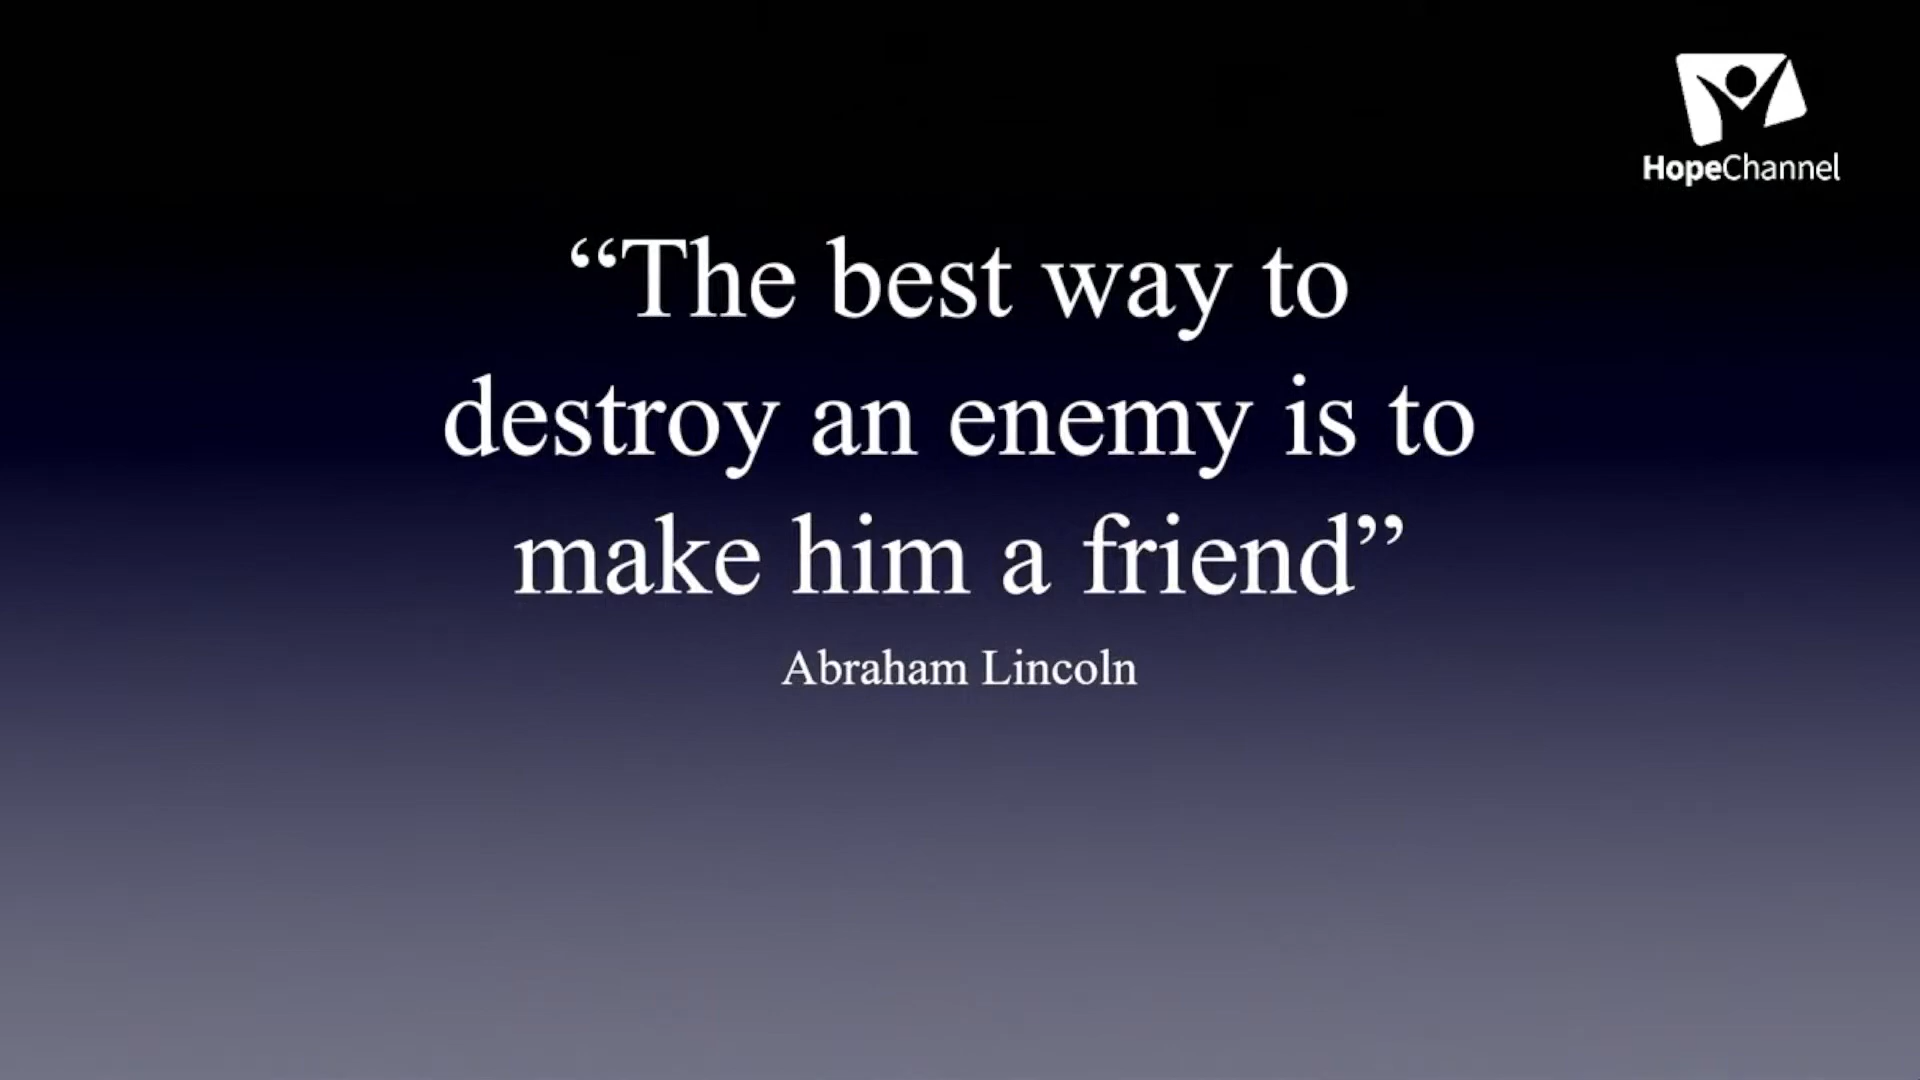 HopeChannel
“The best way to
destroy an enemy is to
make him a friend”
Abraham Lincoln